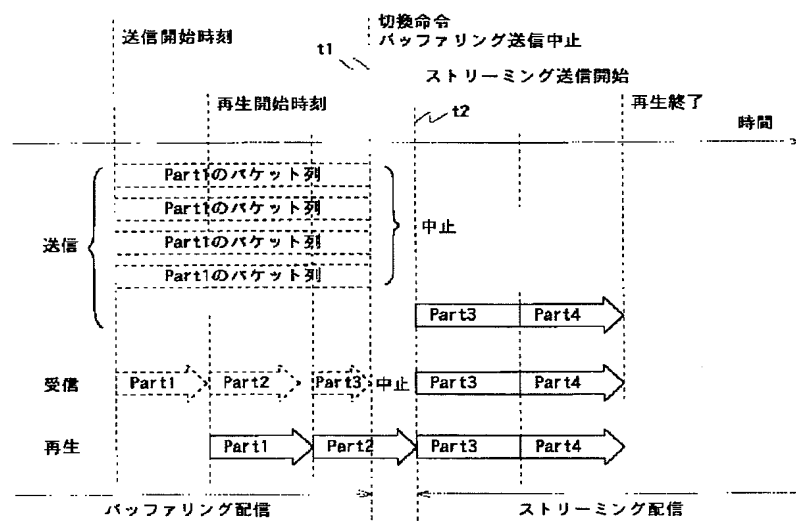 切換命令
送信開始時刻
バッファリング送信中止
t1
ストリーミング送信開始
再生開始時刻
再生終了
t2
時間
Part1のパケット列
Part1のパケット列
Part1のパケット列
Part1のパケット列
送信
中止
Part3 Part4
受信 Part1 Part2 Part3 中止 Part3 Part4
再生 Part1 Part2 Part3 Part4
バッファリング配信 ストリーミング配信